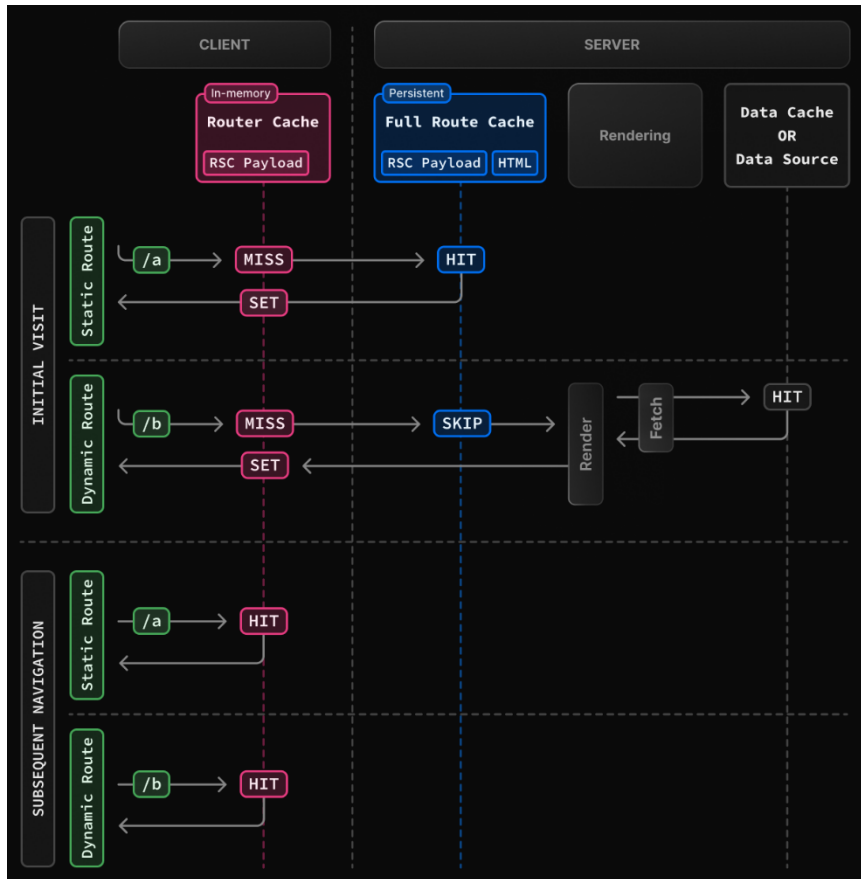 CLIENT
SERVER
In-memory
Router Cache
RSC Payload
Persistent
Full Route Cache
RSC Payload
HTML
Rendering
Data Cache
OR
Data Source
INITIAL VISIT
Static Route
/a
MISS
HIT
SET
Dynamic Route
/b
MISS
SKIP
Render
Fetch
HIT
SET
SUBSEQUENT NAVIGATION
Static Route
/a
HIT
Dynamic Route
/b
HIT